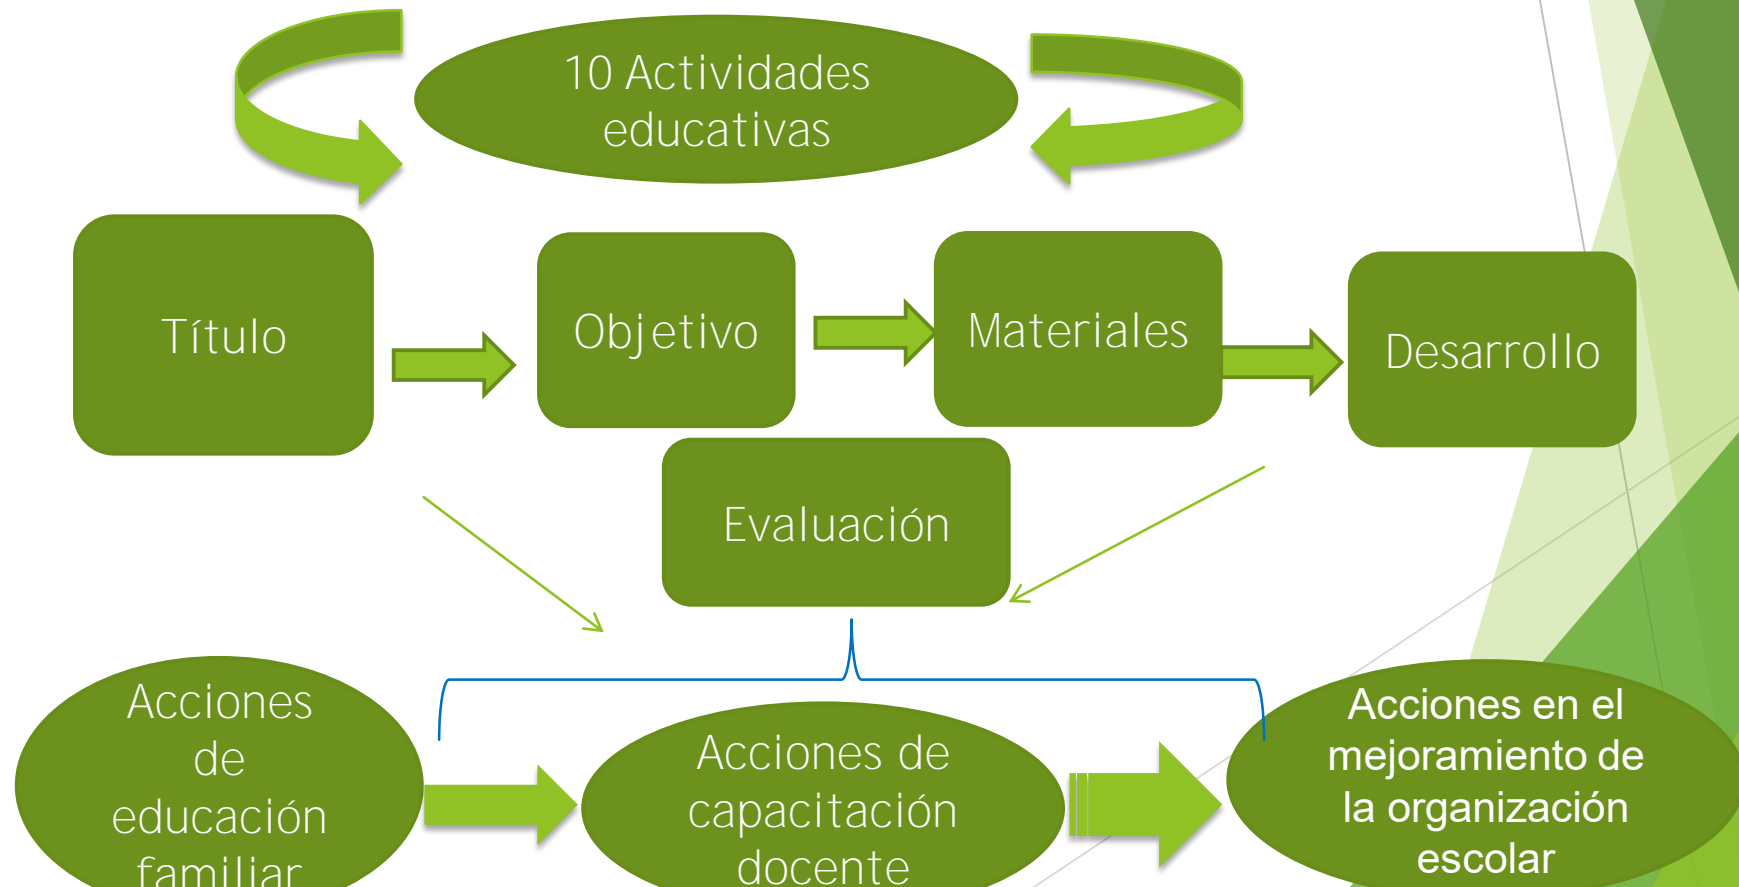 10 Actividades
educativas
Título
Objetivo
Materiales
Desarrollo
Evaluación
Acciones
de
educación
familiar
Acciones de
capacitación
docente
Acciones en el
mejoramiento de
la organización
escolar